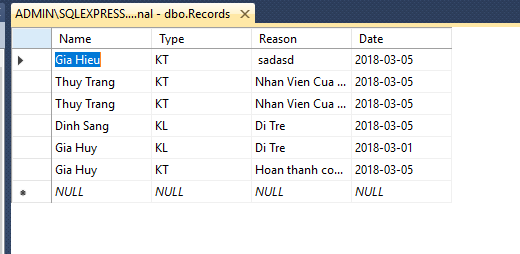 ADMIN\SQLEXPRESS....nal - dbo.Records
Name Type Reason Date
Gia Hieu KT sadasd 2018-03-05
Thuy Trang KT Nhan Vien Cua ... 2018-03-05
Thuy Trang KT Nhan Vien Cua ... 2018-03-05
Dinh Sang KL Di Tre 2018-03-05
Gia Huy KL Di Tre 2018-03-01
Gia Huy KT Hoan thanh co... 2018-03-05
NULL NULL NULL NULL